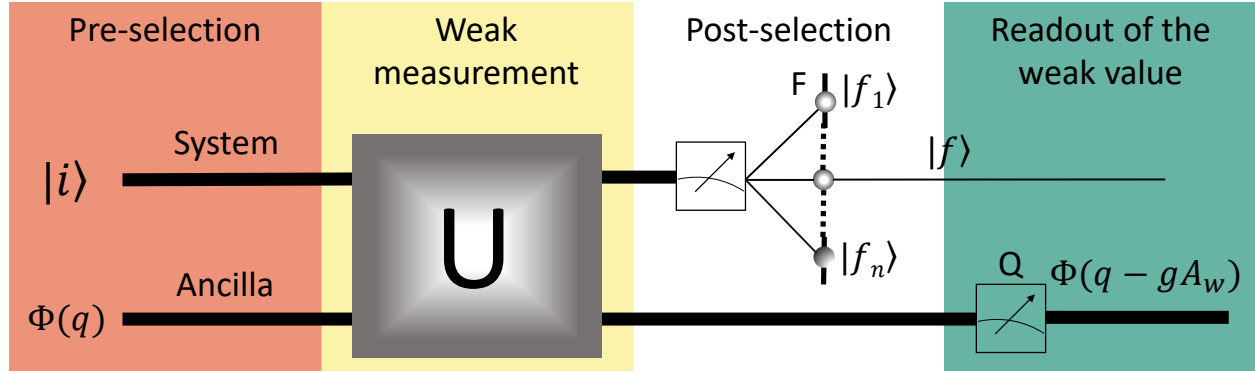 Pre-selection
Weak
measurement
Post-selection
Readout of the
weak value
System
|i⟩
U
F
|f₁⟩
|f⟩
|fₙ⟩
Ancilla
Φ(q)
Q
Φ(q − gA_w)